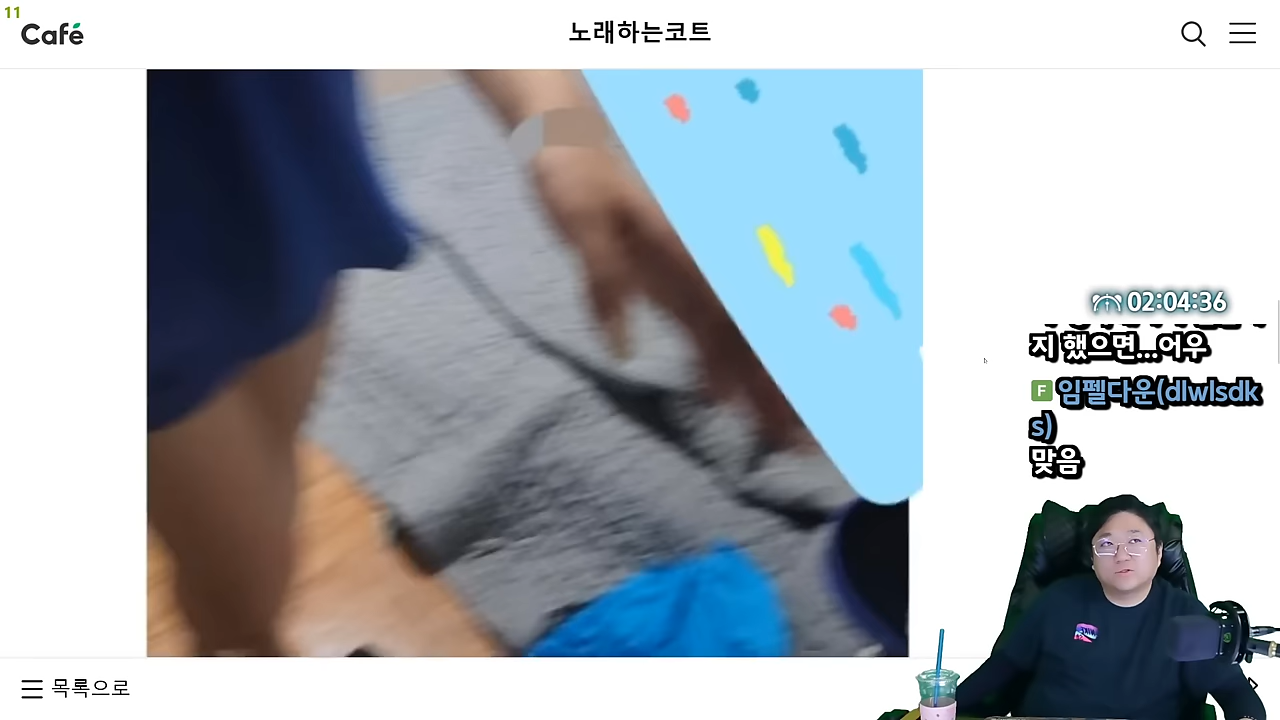 11
Café
노래하는코트
02:04:36
지 했으면...어우
F 임펠다운(dlwlsdk
s)
맞음
목록으로